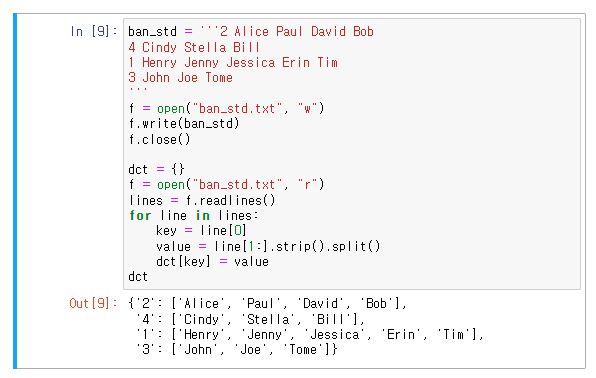 In [9]: ban_std = '''2 Alice Paul David Bob
4 Cindy Stella Bill
1 Henry Jenny Jessica Erin Tim
3 John Joe Tome
'''
f = open("ban_std.txt", "w")
f.write(ban_std)
f.close()

dct = {}
f = open("ban_std.txt", "r")
lines = f.readlines()
for line in lines:
    key = line[0]
    value = line[1:].strip().split()
    dct[key] = value
dct
Out[9]: {'2': ['Alice', 'Paul', 'David', 'Bob'],
 '4': ['Cindy', 'Stella', 'Bill'],
 '1': ['Henry', 'Jenny', 'Jessica', 'Erin', 'Tim'],
 '3': ['John', 'Joe', 'Tome']}